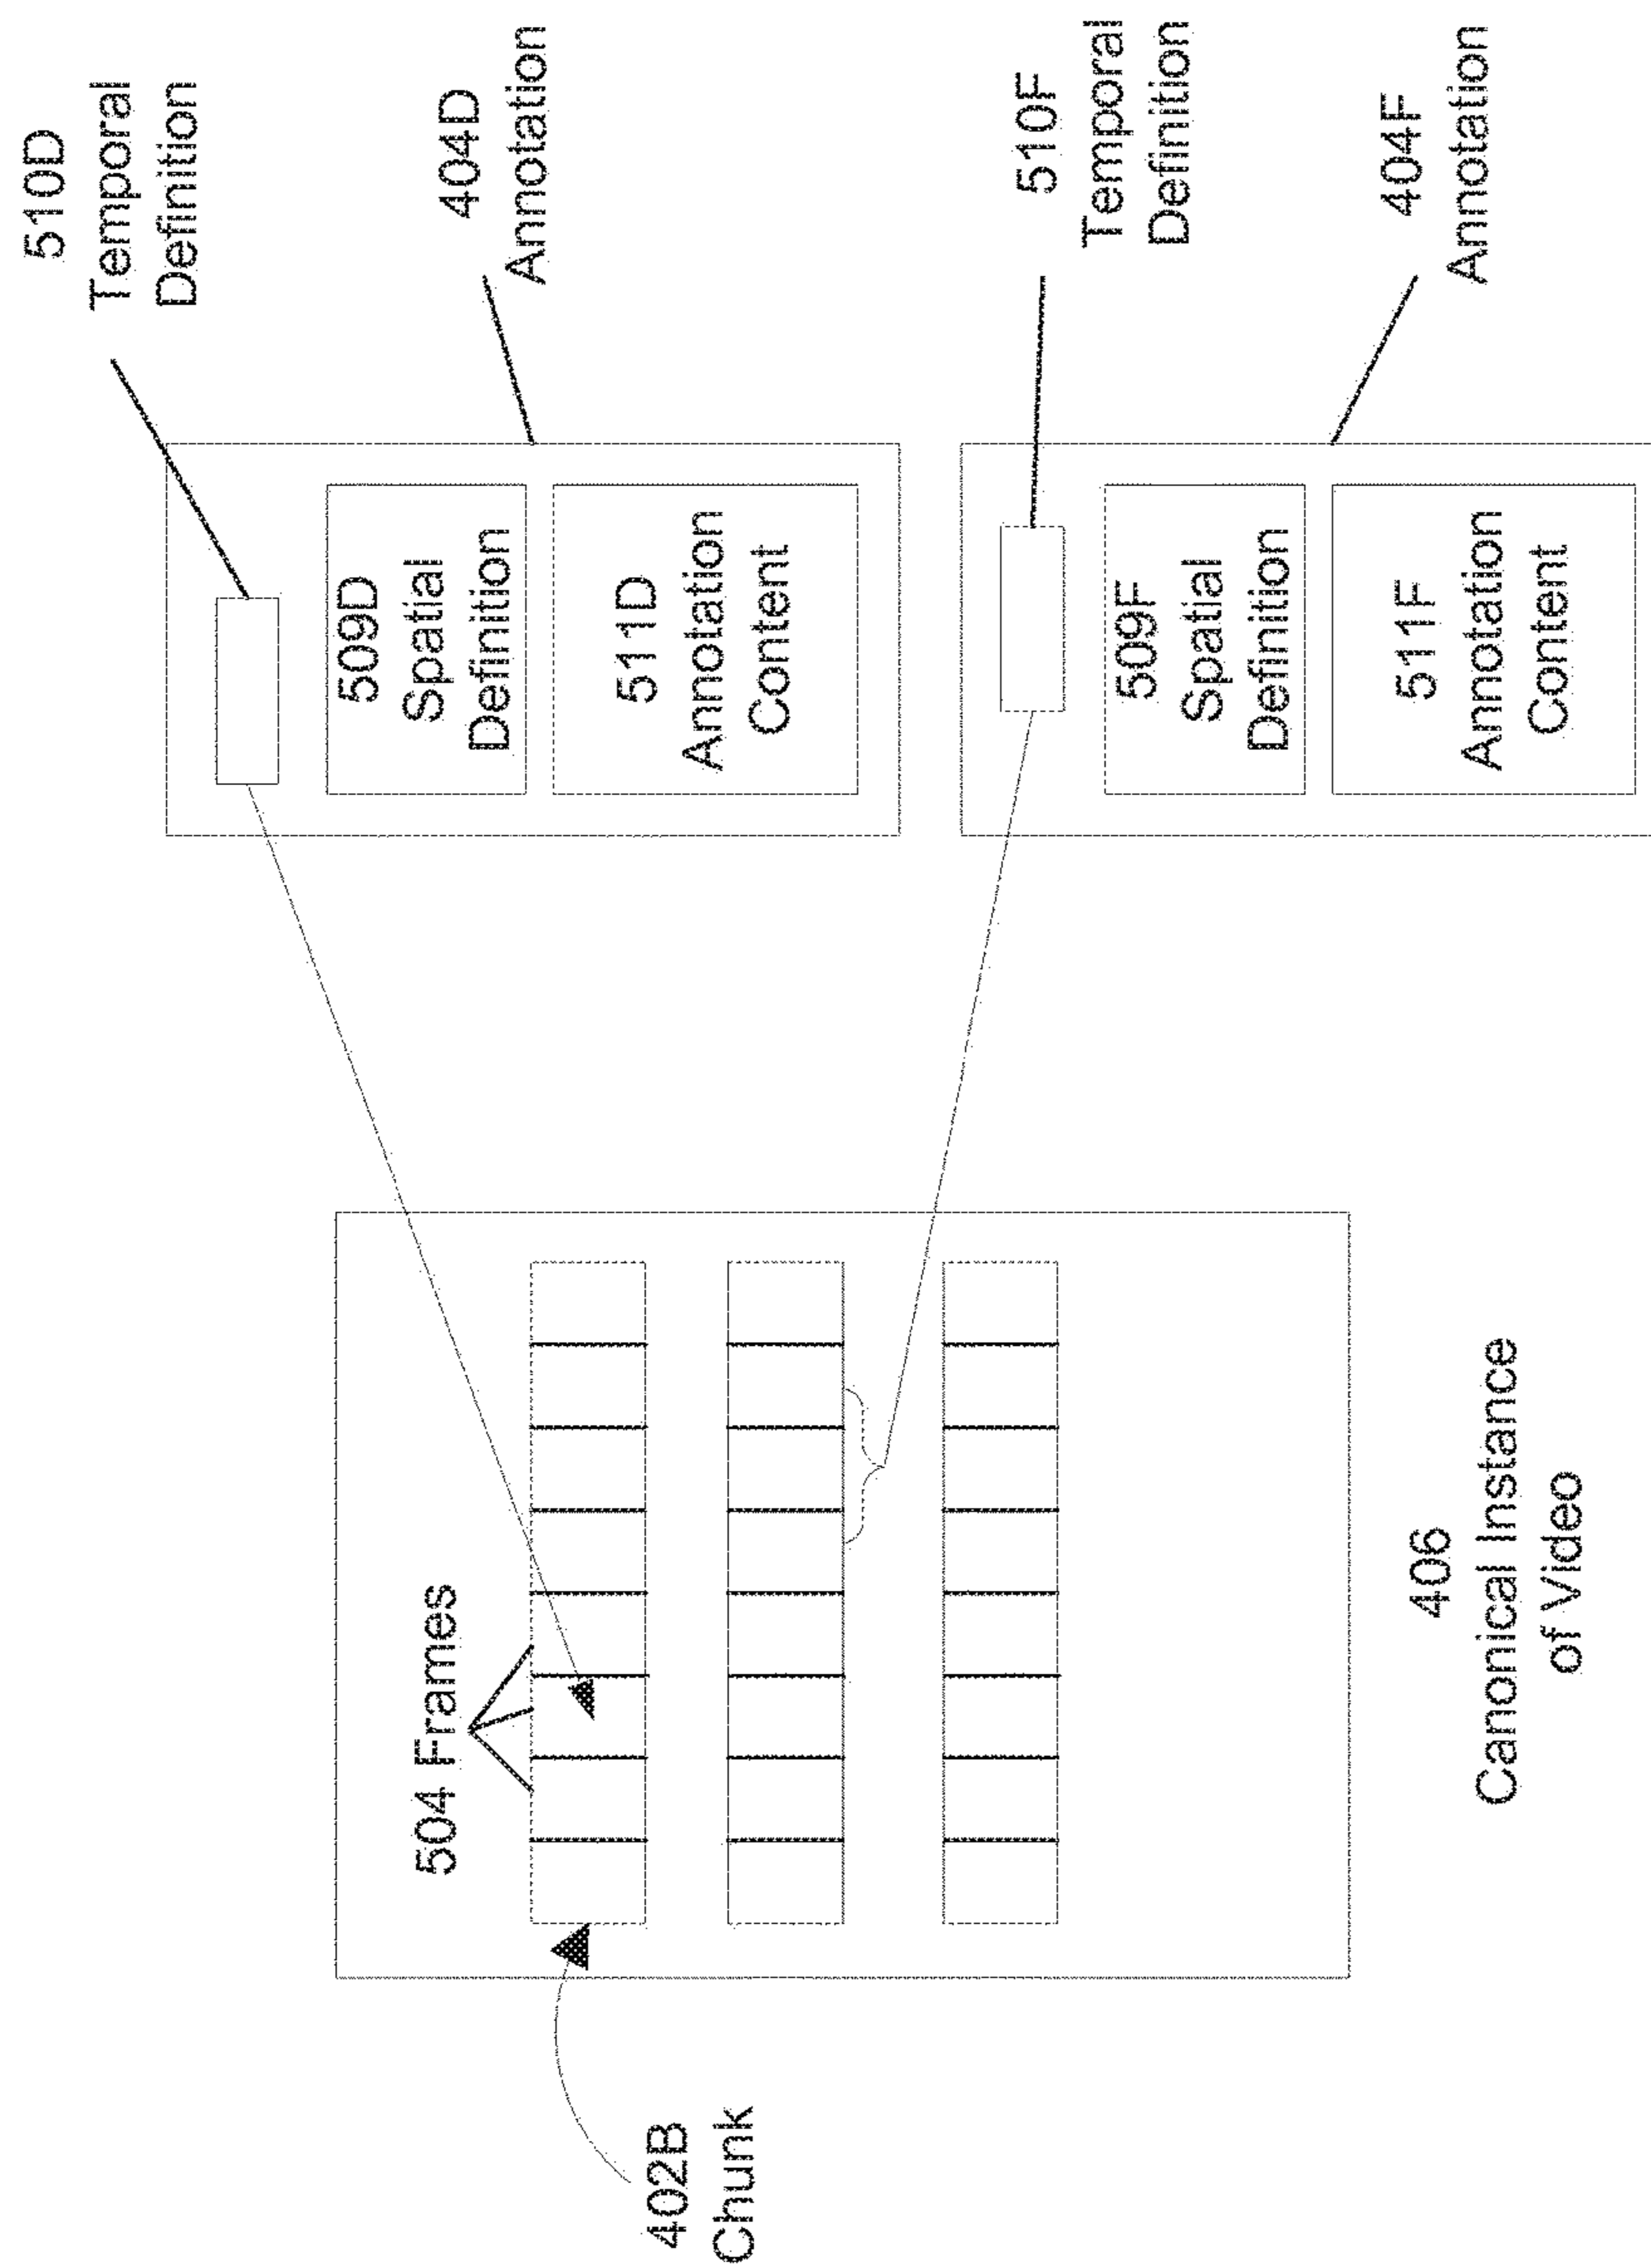 402B
Chunk
504 Frames
406
Canonical Instance
of Video
510D
Temporal
Definition
509D
Spatial
Definition
511D
Annotation
Content
404D
Annotation
510F
Temporal
Definition
509F
Spatial
Definition
511F
Annotation
Content
404F
Annotation